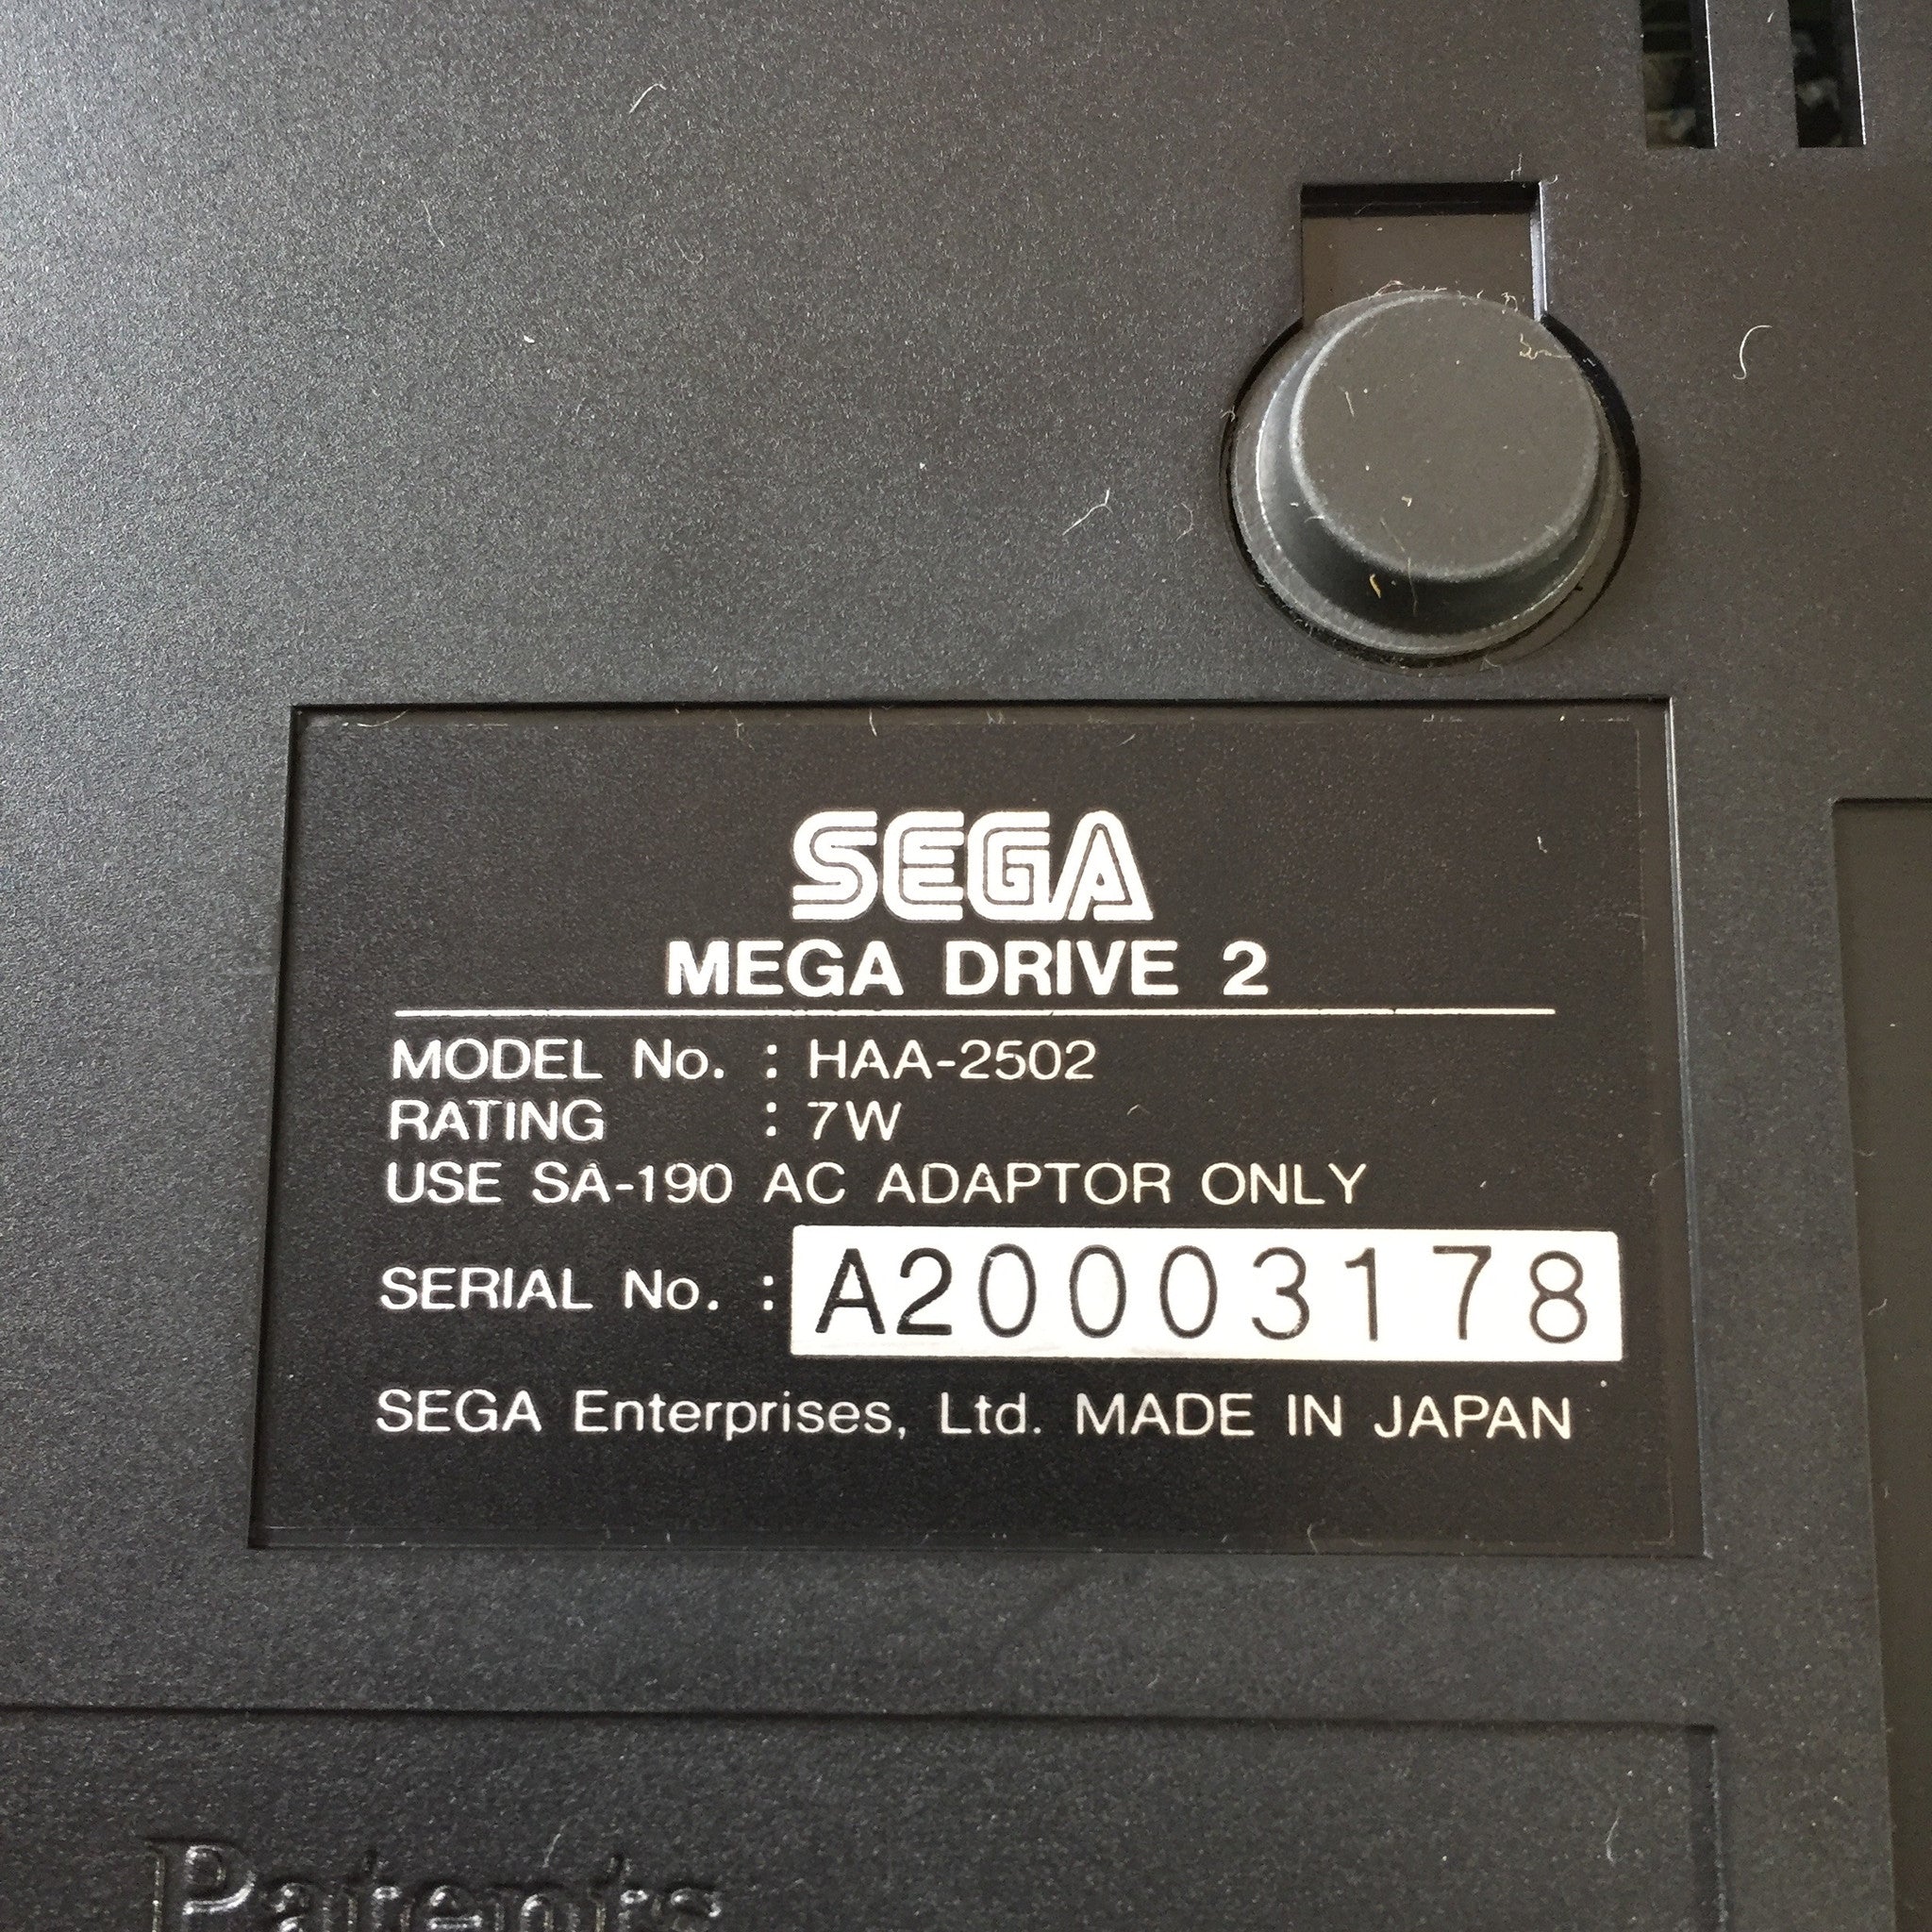 SEGA
MEGA DRIVE 2
MODEL No. : HAA-2502
RATING : 7W
USE SA-190 AC ADAPTOR ONLY
SERIAL No. : A20003178
SEGA Enterprises, Ltd. MADE IN JAPAN
Patents